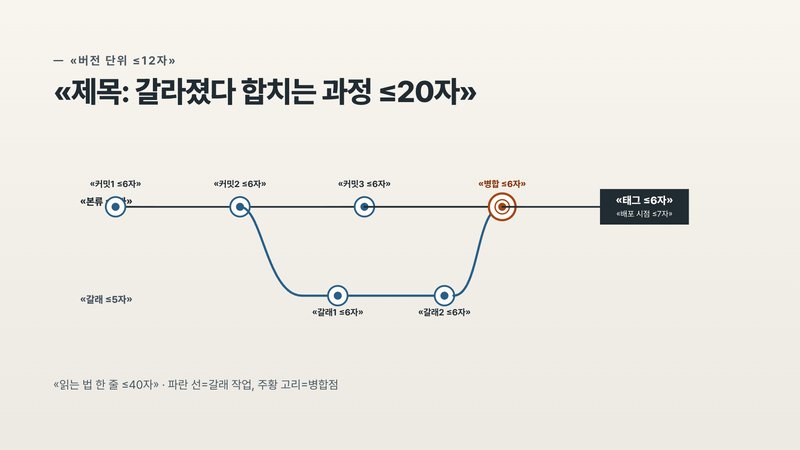 — «버전 단위 ≤12자»
«제목: 갈라졌다 합치는 과정 ≤20자»
«커밋1 ≤6자»
«커밋2 ≤6자»
«커밋3 ≤6자»
«병합 ≤6자»
«본류
자»
«태그 ≤6자»
«배포 시점 ≤7자»
«갈래 ≤5자»
«갈래1 ≤6자»
«갈래2 ≤6자»
«읽는 법 한 줄 ≤40자» · 파란 선=갈래 작업, 주황 고리=병합점